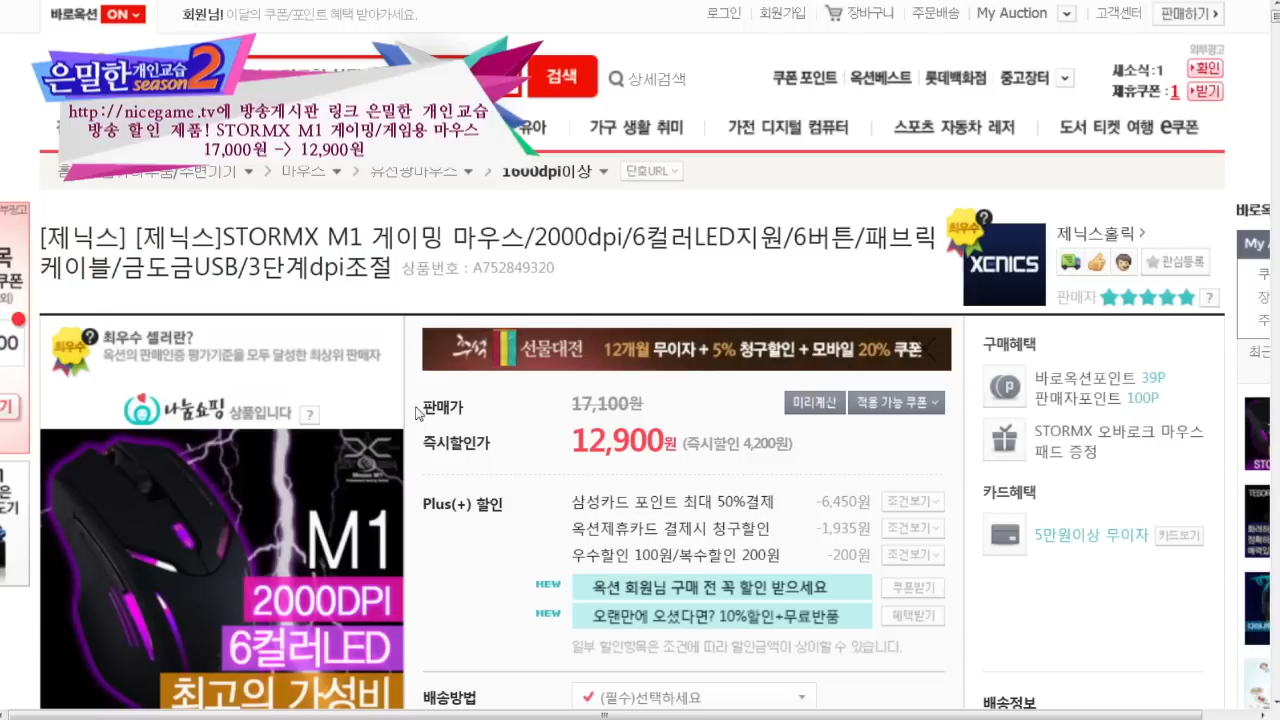 바로옥션 ON
회원님! 이달의 쿠폰/포인트 혜택 받아가세요.
로그인 회원가입 장바구니 주문배송 My Auction 고객센터 판매하기
외부광고
은밀한 개인교습 season 2
검색
상세검색
쿠폰포인트 옥션베스트 롯데백화점 중고장터
새소식 : 1 확인
제휴쿠폰 : 1 받기
http://nicegame.tv에 방송게시판 링크 은밀한 개인교습
방송 할인 제품! STORMX M1 게이밍/게임용 마우스
17,000원 -> 12,900원
유아 가구 생활 취미 가전 디지털 컴퓨터 스포츠 자동차 레저 도서 티켓 여행 e쿠폰
마우스 유선광마우스 1600dpi이상 단축URL
[제닉스] [제닉스]STORMX M1 게이밍 마우스/2000dpi/6컬러LED지원/6버튼/패브릭
케이블/금도금USB/3단계dpi조절 상품번호 : A752849320
최우수 ?
XENICS
제닉스홀릭
관심등록
판매자 ?
바로옥
My
최우수 ? 최우수 셀러란?
옥션의 판매인증 평가기준을 모두 달성한 최상위 판매자
나눔쇼핑 상품입니다 ?
추석 선물대전 12개월 무이자 + 5% 청구할인 + 모바일 20% 쿠폰
판매가 17,100원 미리계산 적용 가능 쿠폰
즉시할인가 12,900원 (즉시할인 4,200원)
Plus(+) 할인 삼성카드 포인트 최대 50%결제 -6,450원 조건보기
옥션제휴카드 결제시 청구할인 -1,935원 조건보기
우수할인 100원/복수할인 200원 -200원 조건보기
NEW 옥션 회원님 구매 전 꼭 할인 받으세요 쿠폰받기
NEW 오랜만에 오셨다면? 10%할인+무료반품 혜택받기
일부 할인항목은 조건에 따라 할인금액이 상이할 수 있습니다.
배송방법 (필수)선택하세요
구매혜택
바로옥션포인트 39P
판매자포인트 100P
STORMX 오바로크 마우스
패드 증정
카드혜택
5만원이상 무이자 카드보기
배송정보
최근
M1
2000DPI
6컬러LED
최고의 가성비